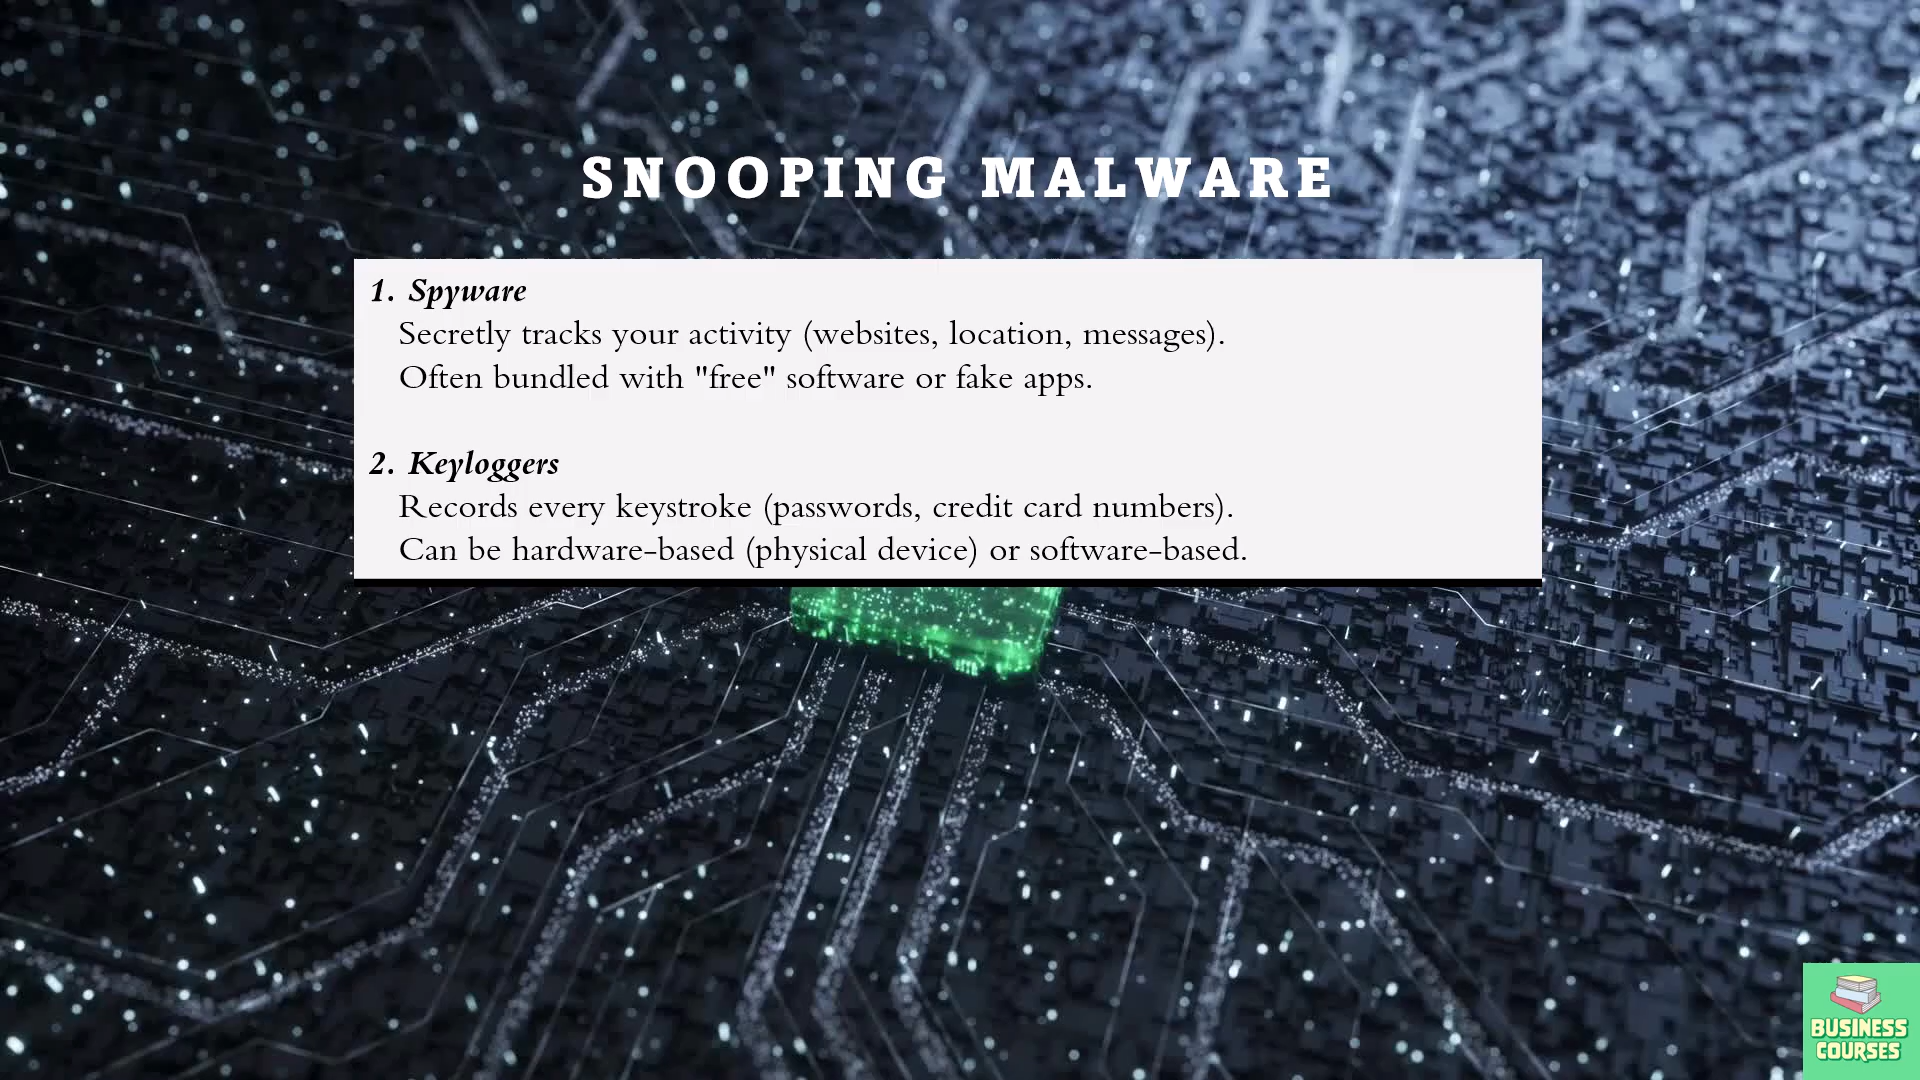 SNOOPING MALWARE
1. Spyware
Secretly tracks your activity (websites, location, messages).
Often bundled with "free" software or fake apps.
2. Keyloggers
Records every keystroke (passwords, credit card numbers).
Can be hardware-based (physical device) or software-based.
BUSINESS
COURSES